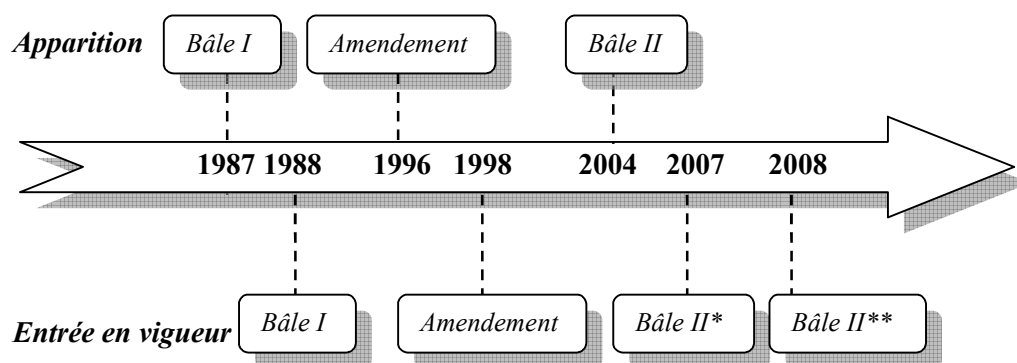 Apparition Bâle I Amendement Bâle II
1987 1988 1996 1998 2004 2007 2008
Entrée en vigueur Bâle I Amendement Bâle II* Bâle II**